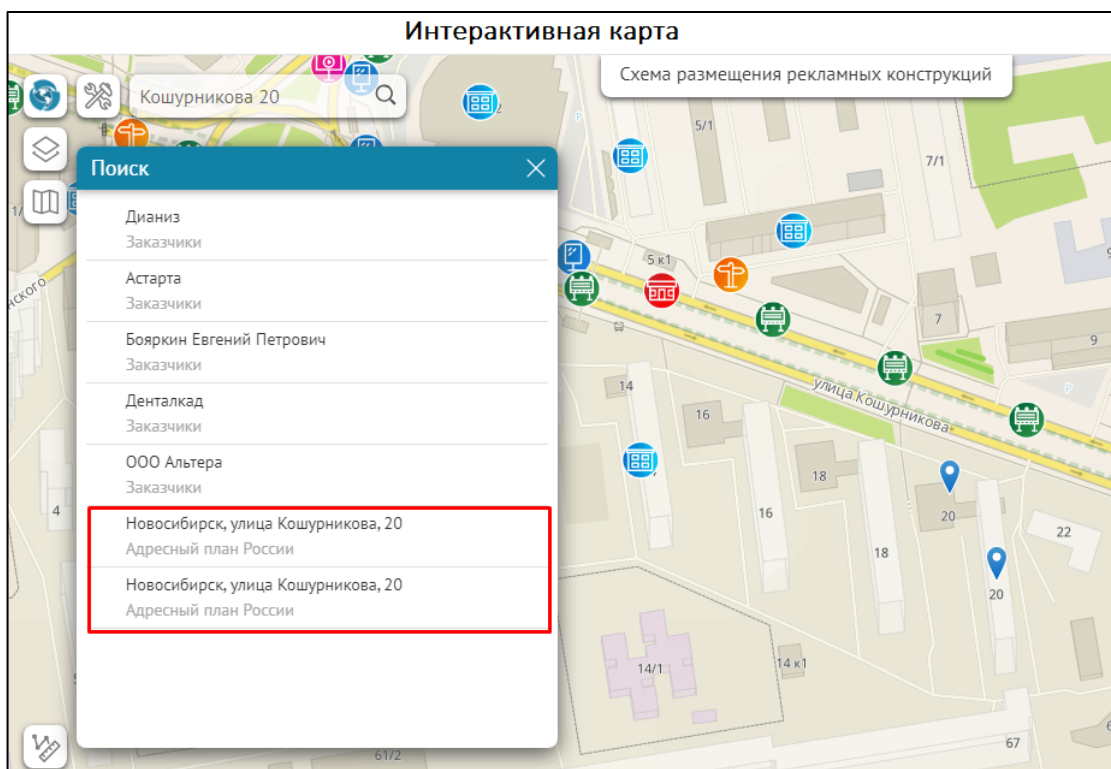 Интерактивная карта
Схема размещения рекламных конструкций
Кошурникова 20
Поиск
Дианиз
Заказчики
Астарта
Заказчики
Бояркин Евгений Петрович
Заказчики
Денталкад
Заказчики
ООО Альтера
Заказчики
Новосибирск, улица Кошурникова, 20
Адресный план России
Новосибирск, улица Кошурникова, 20
Адресный план России
5/1
7/1
5 к1
7
9
P
P
улица Кошурникова
14
16
18
16
18
20
20
22
4
14/1
14 к1
67
61/2